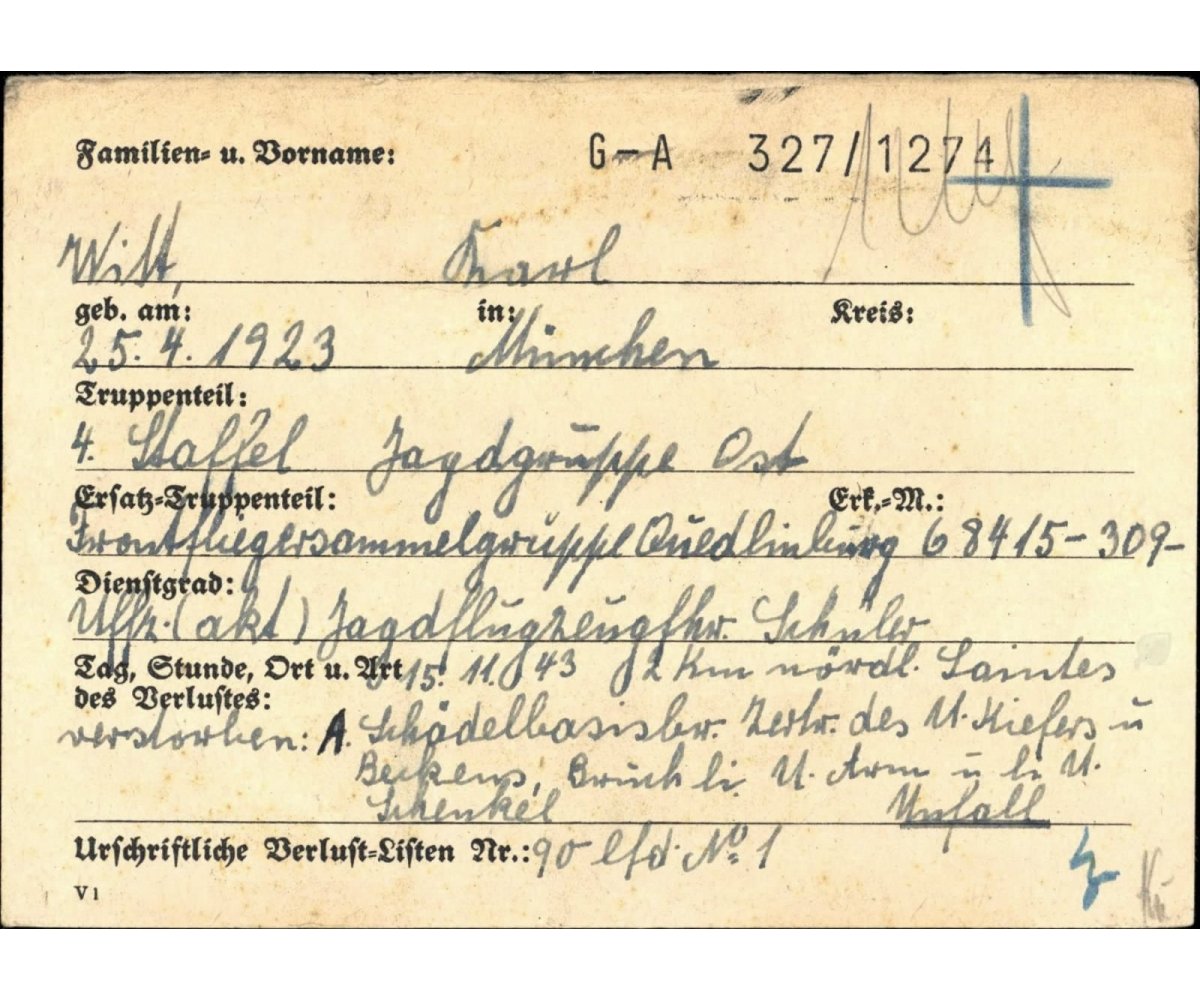 Familien- u. Vorname: G-A 327/1274
Witt, Karl
geb. am: in: Kreis:
25. 4. 1923 München
Truppenteil:
4. Staffel Jagdgruppe Ost
Ersatz-Truppenteil: Erk.-M.:
Frontfliegersammelgruppe Quedlinburg 68415-309-
Dienstgrad:
Uffz. (akt) Jagdflugzeugfhr. Schüler
Tag, Stunde, Ort u. Art 15. 11. 43 2 km nördl. Saintes
des Verlustes:
verstorben: A. Schädelbasisbr. Zertr. des U. Kiefers u
Beckens, Bruch li. U. Arm u li. U.
Schenkel Unfall
Urschriftliche Verlust-Listen Nr.: 90 lfd. No. 1
V 1